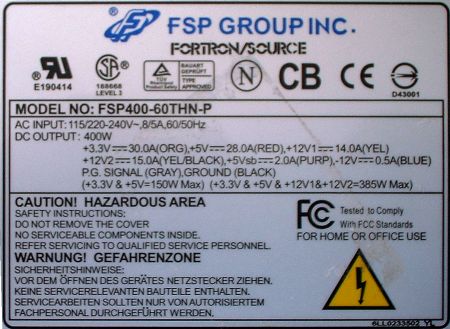 FSP GROUP INC.
FORTRON/SOURCE
E190414
SA
168668
LEVEL 3
TÜV
BAUART
GEPRÜFT
TYPE
APPROVED
N
CB
CE
D
D43001
MODEL NO: FSP400-60THN-P
AC INPUT: 115/220-240V~,8/5A,60/50Hz
DC OUTPUT: 400W
+3.3V⎓30.0A(ORG),+5V⎓28.0A(RED),+12V1⎓14.0A(YEL)
+12V2⎓15.0A(YEL/BLACK),+5Vsb⎓2.0A(PURP),-12V⎓0.5A(BLUE)
P.G. SIGNAL (GRAY),GROUND (BLACK)
(+3.3V & +5V=150W Max) (+3.3V & +5V & +12V1&+12V2=385W Max)
CAUTION! HAZARDOUS AREA
SAFETY INSTRUCTIONS:
DO NOT REMOVE THE COVER
NO SERVICEABLE COMPONENTS INSIDE.
REFER SERVICING TO QUALIFIED SERVICE PERSONNEL.
FC Tested to Comply
With FCC Standards
FOR HOME OR OFFICE USE
WARNUNG! GEFAHRENZONE
SICHERHEITSHINWEISE:
VOR DEM ÖFFNEN DES GERÄTES NETZSTECKER ZIEHEN.
KEINE SERVICERELEVANTEN BAUTEILE ENTHALTEN.
SERVICEARBEITEN SOLLTEN NUR VON AUTORISIERTEM
FACHPERSONAL DURCHGEFÜHRT WERDEN.
6LL0233502 YL